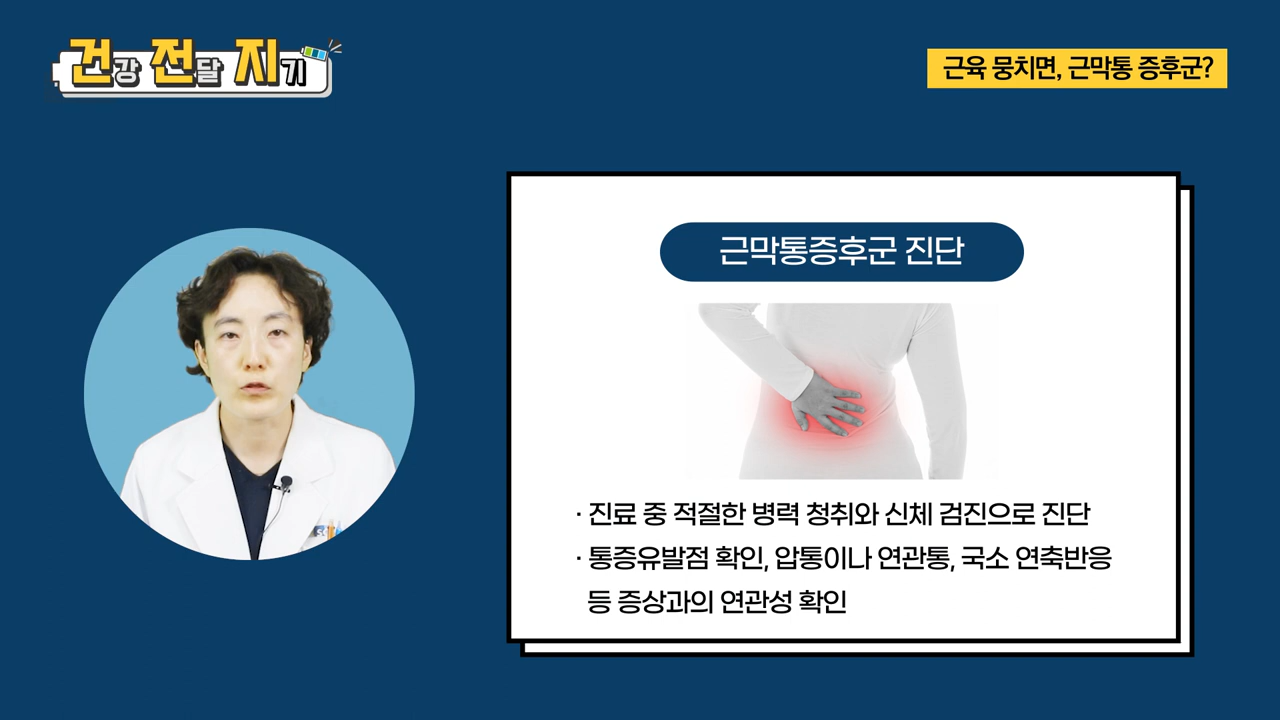 건강 전달 지기
근육 뭉치면, 근막통 증후군?
근막통증후군 진단
· 진료 중 적절한 병력 청취와 신체 검진으로 진단
· 통증유발점 확인, 압통이나 연관통, 국소 연축반응
등 증상과의 연관성 확인